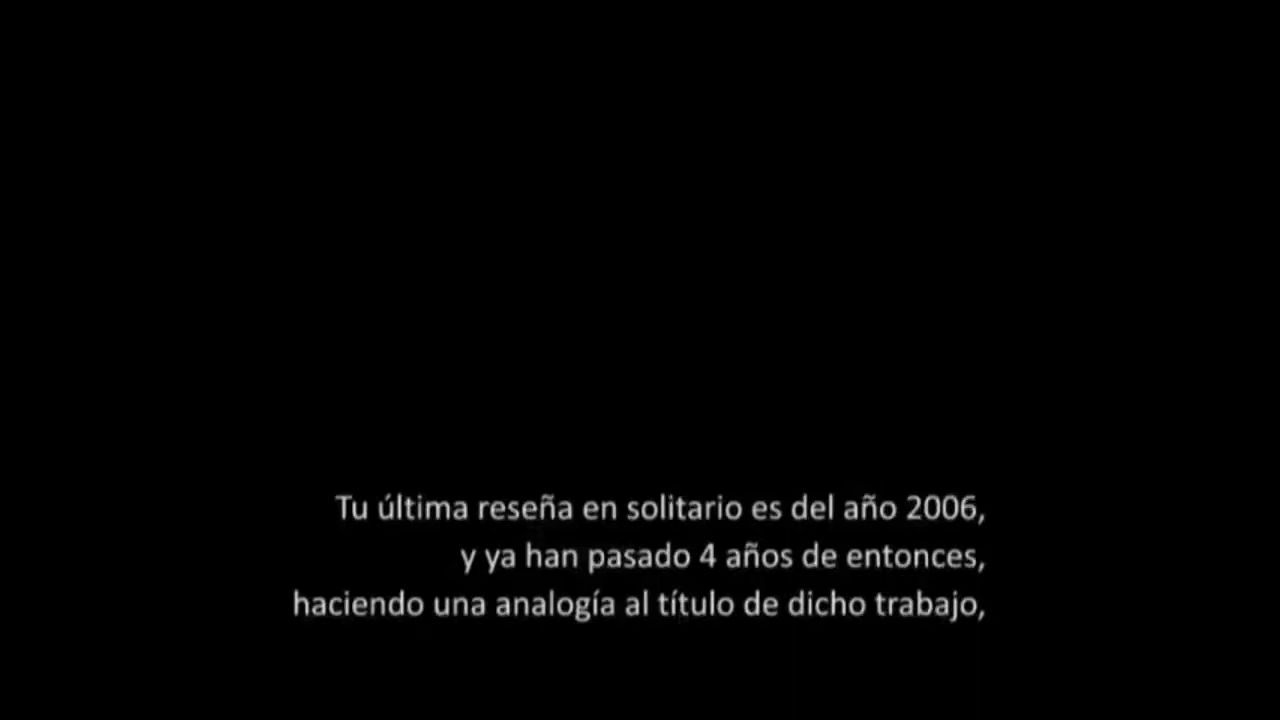 Tu última reseña en solitario es del año 2006,
y ya han pasado 4 años de entonces,
haciendo una analogía al título de dicho trabajo,